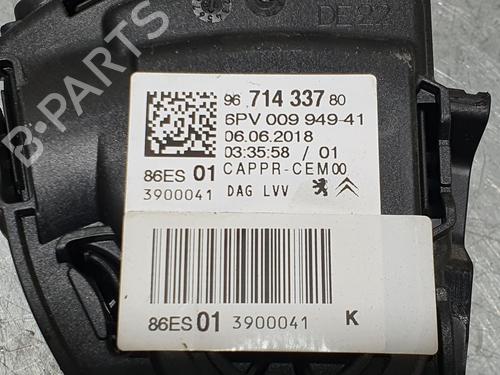 DE22
96 714 337 80
6PV 009 949-41
06.06.2018
03:35:58 / 01
86ES 01 CAPPR-CEM00
3900041 DAG LVV
86ES 01 3900041 K
B-PARTS